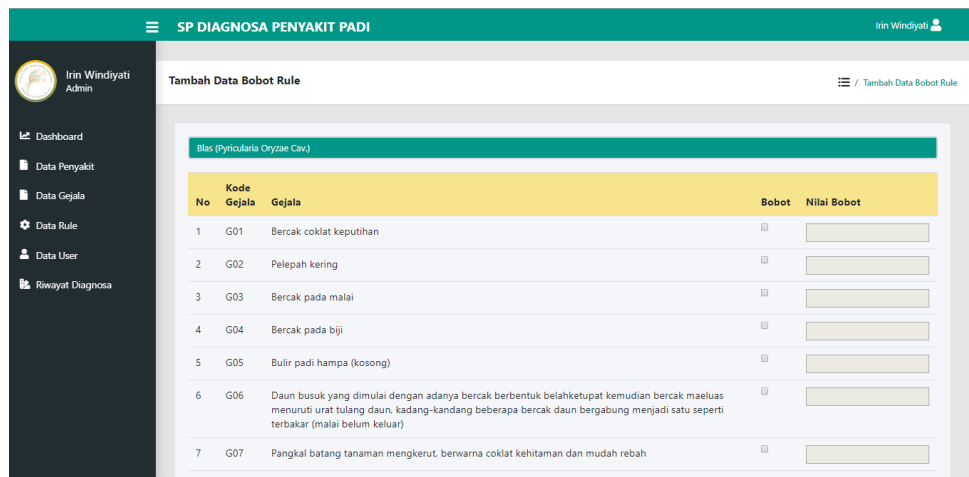 SP DIAGNOSA PENYAKIT PADI
Irin Windiyati
Irin Windiyati
Admin
Tambah Data Bobot Rule
/ Tambah Data Bobot Rule
Dashboard
Data Penyakit
Data Gejala
Data Rule
Data User
Riwayat Diagnosa
Blas (Pyricularia Oryzae Cav.)
No Kode Gejala Gejala Bobot Nilai Bobot
1 G01 Bercak coklat keputihan
2 G02 Pelepah kering
3 G03 Bercak pada malai
4 G04 Bercak pada biji
5 G05 Bulir padi hampa (kosong)
6 G06 Daun busuk yang dimulai dengan adanya bercak berbentuk belahketupat kemudian bercak maeluas
menuruti urat tulang daun, kadang-kandang beberapa bercak daun bergabung menjadi satu seperti
terbakar (malai belum keluar)
7 G07 Pangkal batang tanaman mengkerut, berwarna coklat kehitaman dan mudah rebah